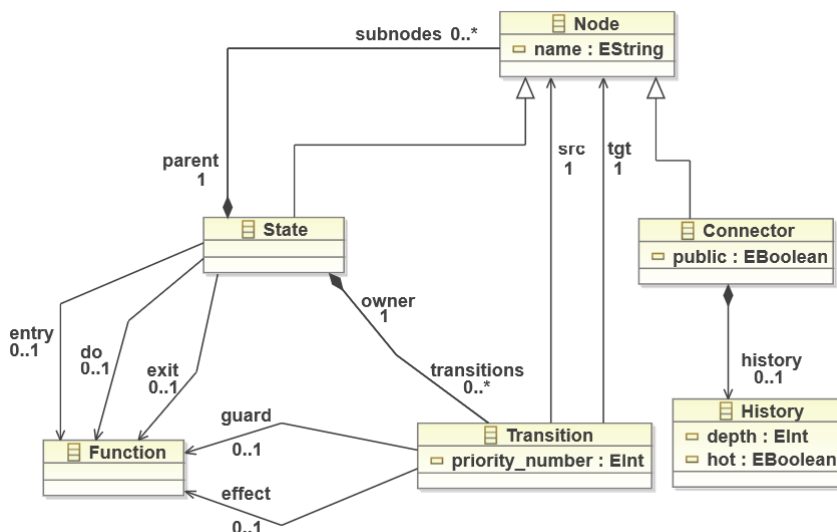 Node
name : EString
subnodes 0..*
parent
1
src
1
tgt
1
State
Connector
public : EBoolean
entry
0..1
do
0..1
exit
0..1
owner
1
transitions
0..*
history
0..1
guard
0..1
effect
0..1
Function
Transition
priority_number : EInt
History
depth : EInt
hot : EBoolean